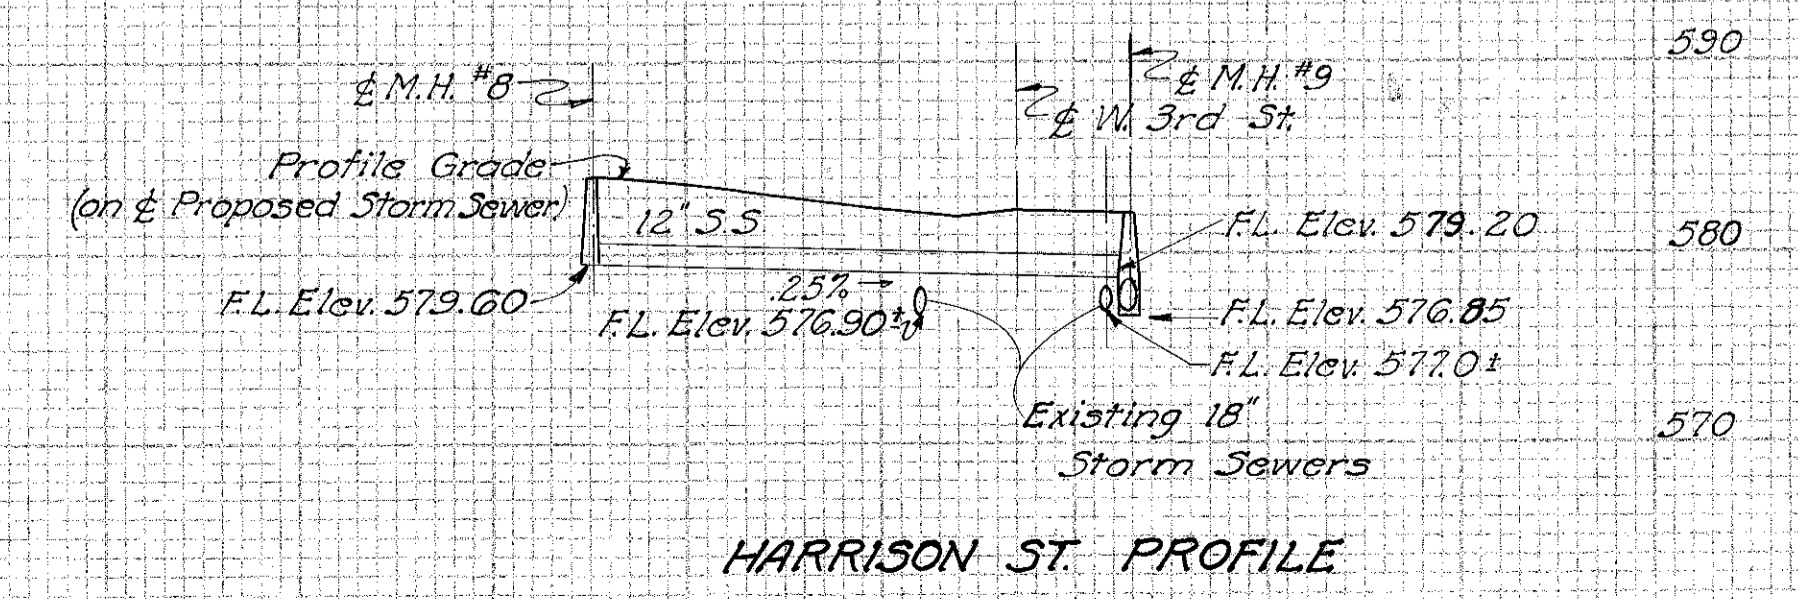 590
℄ M.H. #8
℄ M.H. #9
℄ W. 3rd St.
Profile Grade
(on ℄ Proposed Storm Sewer)
12" S S
F.L. Elev. 579.20
580
.25% →
F.L. Elev. 579.60
F.L. Elev. 576.90±
F.L. Elev. 576.85
F.L. Elev. 577.0±
Existing 18"
Storm Sewers
570
HARRISON ST. PROFILE